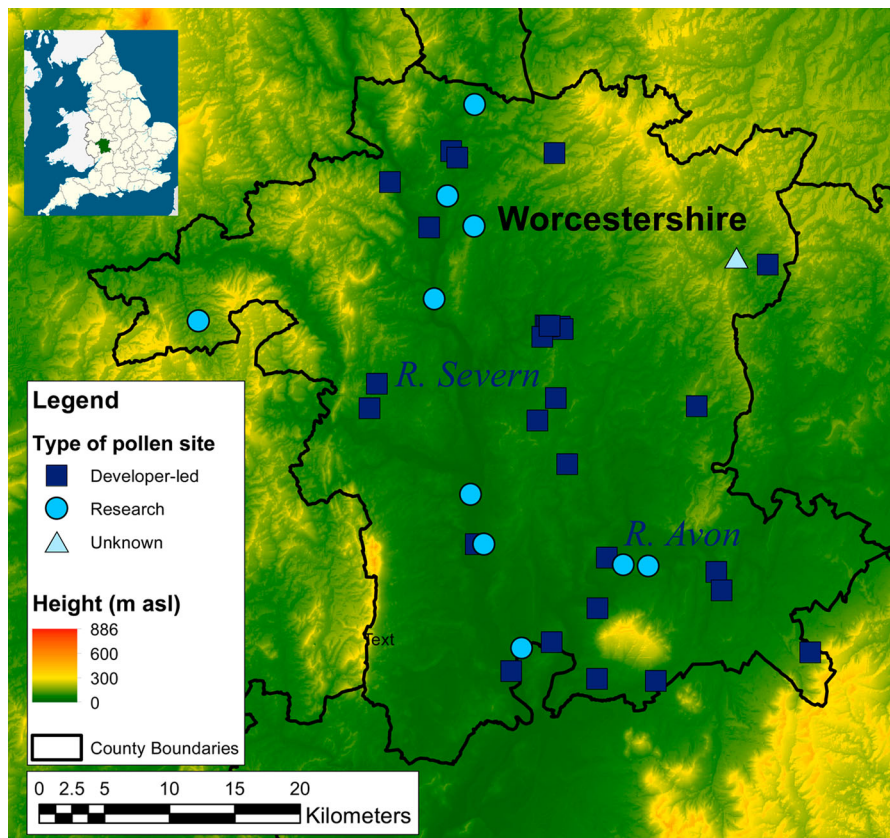 Worcestershire
R. Severn
R. Avon
Text
Legend
Type of pollen site
Developer-led
Research
Unknown
Height (m asl)
886
600
300
0
County Boundaries
0 2.5 5 10 15 20
Kilometers